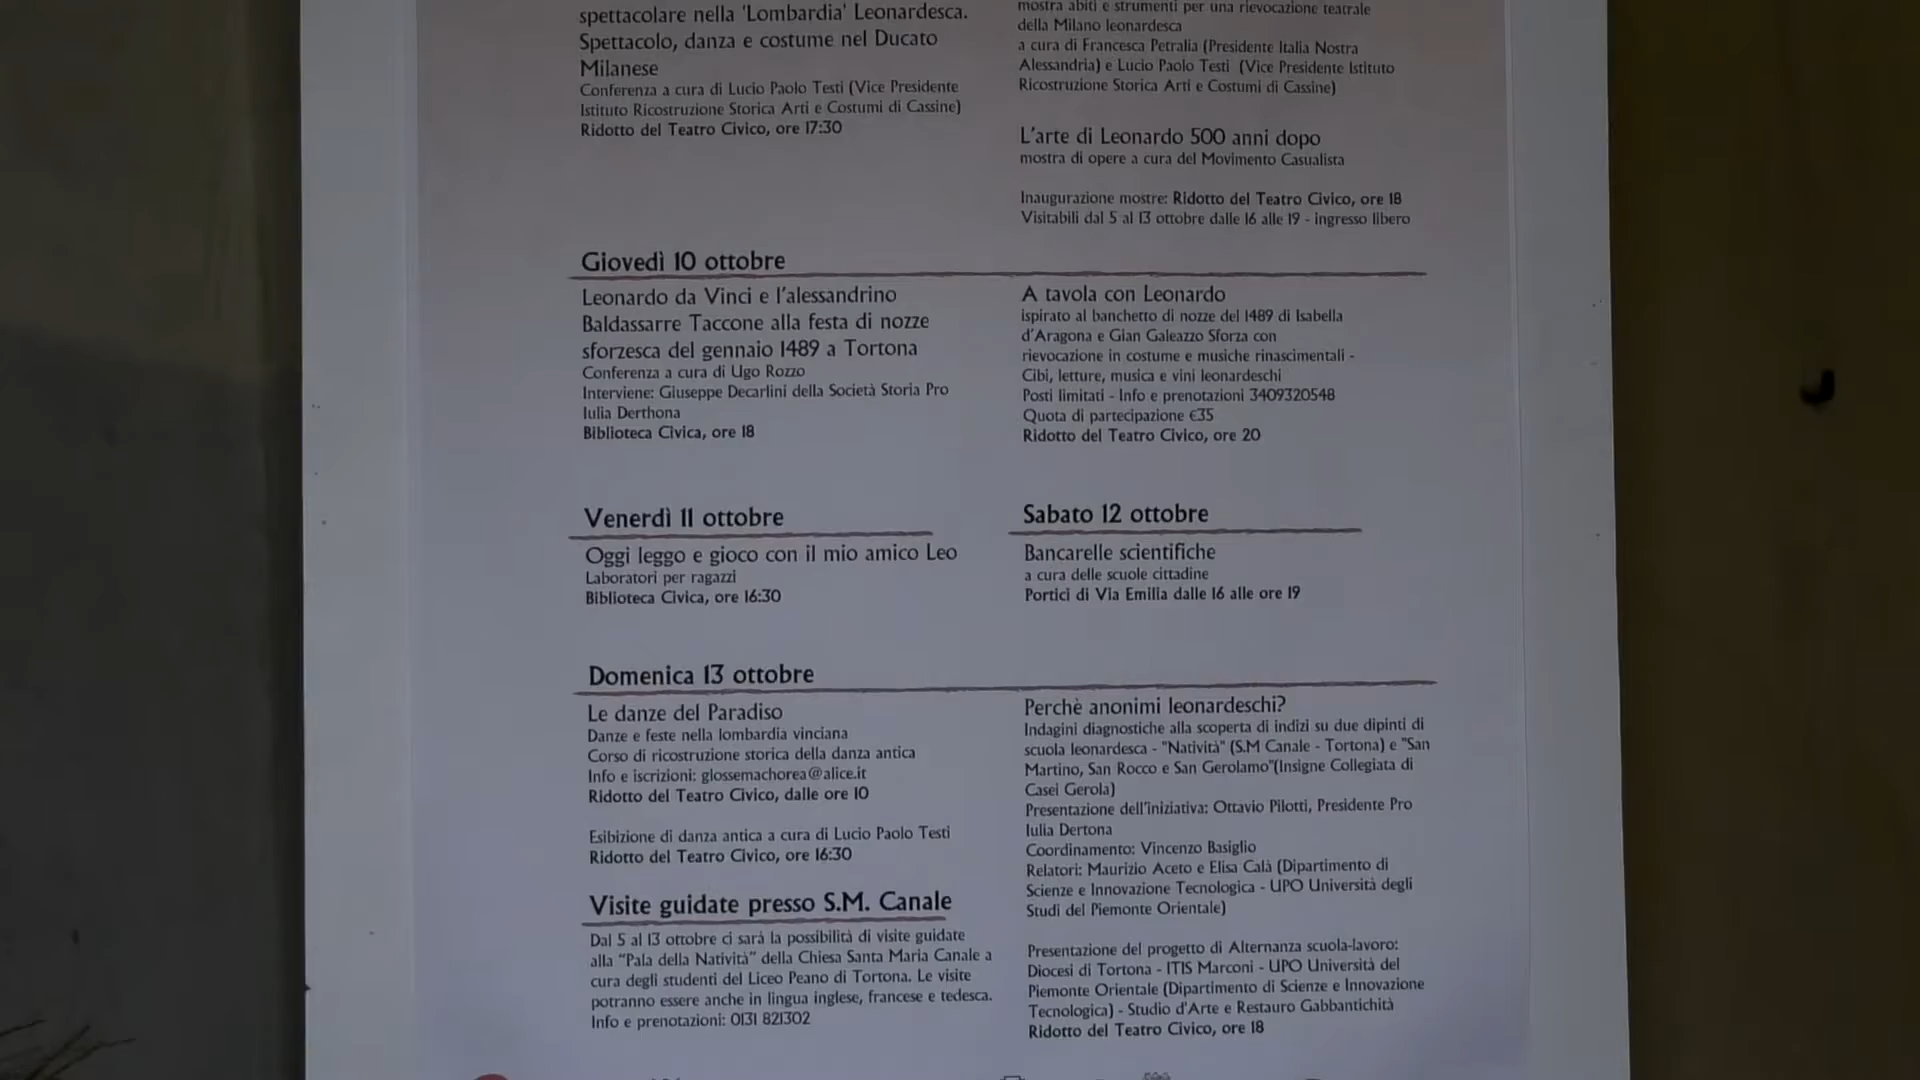 spettacolare nella 'Lombardia' Leonardesca.
Spettacolo, danza e costume nel Ducato
Milanese
Conferenza a cura di Lucio Paolo Testi (Vice Presidente
Istituto Ricostruzione Storica Arti e Costumi di Cassine)
Ridotto del Teatro Civico, ore 17:30
mostra abiti e strumenti per una rievocazione teatrale
della Milano leonardesca
a cura di Francesca Petralia (Presidente Italia Nostra
Alessandria) e Lucio Paolo Testi (Vice Presidente Istituto
Ricostruzione Storica Arti e Costumi di Cassine)
L'arte di Leonardo 500 anni dopo
mostra di opere a cura del Movimento Casualista
Inaugurazione mostre: Ridotto del Teatro Civico, ore 18
Visitabili dal 5 al 13 ottobre dalle 16 alle 19 - ingresso libero
Giovedì 10 ottobre
Leonardo da Vinci e l'alessandrino
Baldassarre Taccone alla festa di nozze
sforzesca del gennaio 1489 a Tortona
Conferenza a cura di Ugo Rozzo
Interviene: Giuseppe Decarlini della Società Storia Pro
Iulia Derthona
Biblioteca Civica, ore 18
A tavola con Leonardo
ispirato al banchetto di nozze del 1489 di Isabella
d'Aragona e Gian Galeazzo Sforza con
rievocazione in costume e musiche rinascimentali -
Cibi, letture, musica e vini leonardeschi
Posti limitati - Info e prenotazioni 3409320548
Quota di partecipazione €35
Ridotto del Teatro Civico, ore 20
Venerdì 11 ottobre
Oggi leggo e gioco con il mio amico Leo
Laboratori per ragazzi
Biblioteca Civica, ore 16:30
Sabato 12 ottobre
Bancarelle scientifiche
a cura delle scuole cittadine
Portici di Via Emilia dalle 16 alle ore 19
Domenica 13 ottobre
Le danze del Paradiso
Danze e feste nella lombardia vinciana
Corso di ricostruzione storica della danza antica
Info e iscrizioni: glossemachorea@alice.it
Ridotto del Teatro Civico, dalle ore 10
Esibizione di danza antica a cura di Lucio Paolo Testi
Ridotto del Teatro Civico, ore 16:30
Visite guidate presso S.M. Canale
Dal 5 al 13 ottobre ci sarà la possibilità di visite guidate
alla "Pala della Natività" della Chiesa Santa Maria Canale a
cura degli studenti del Liceo Peano di Tortona. Le visite
potranno essere anche in lingua inglese, francese e tedesca.
Info e prenotazioni: 0131 821302
Perchè anonimi leonardeschi?
Indagini diagnostiche alla scoperta di indizi su due dipinti di
scuola leonardesca - "Natività" (S.M Canale - Tortona) e "San
Martino, San Rocco e San Gerolamo"(Insigne Collegiata di
Casei Gerola)
Presentazione dell'iniziativa: Ottavio Pilotti, Presidente Pro
Iulia Dertona
Coordinamento: Vincenzo Basiglio
Relatori: Maurizio Aceto e Elisa Calà (Dipartimento di
Scienze e Innovazione Tecnologica - UPO Università degli
Studi del Piemonte Orientale)
Presentazione del progetto di Alternanza scuola-lavoro:
Diocesi di Tortona - ITIS Marconi - UPO Università del
Piemonte Orientale (Dipartimento di Scienze e Innovazione
Tecnologica) - Studio d'Arte e Restauro Gabbantichità
Ridotto del Teatro Civico, ore 18